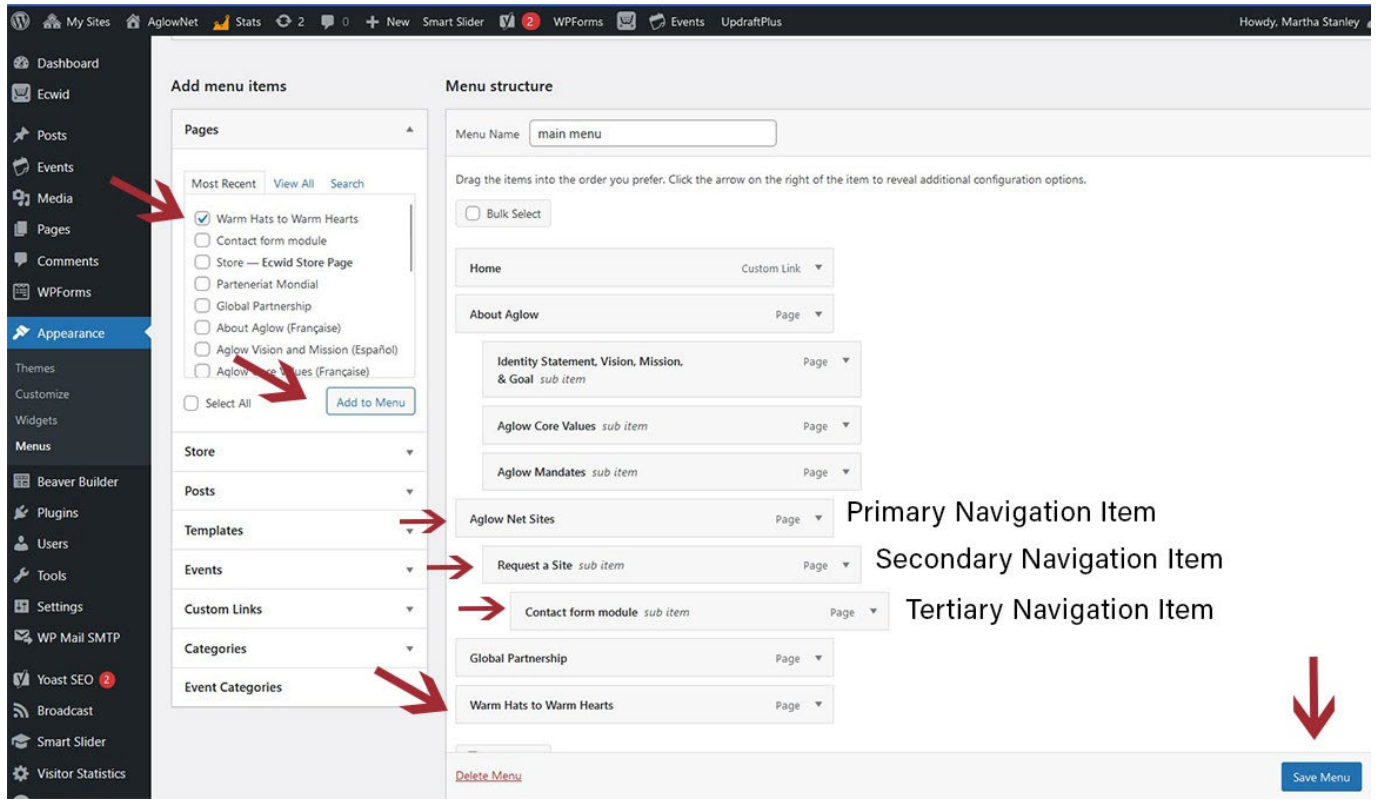 My Sites AglowNet Stats 2 0 New Smart Slider 2 WPForms Events UpdraftPlus Howdy, Martha Stanley
Dashboard
Ecwid
Posts
Events
Media
Pages
Comments
WPForms
Appearance
Themes
Customize
Widgets
Menus
Beaver Builder
Plugins
Users
Tools
Settings
WP Mail SMTP
Yoast SEO 2
Broadcast
Smart Slider
Visitor Statistics
Add menu items
Pages
Most Recent View All Search
Warm Hats to Warm Hearts
Contact form module
Store — Ecwid Store Page
Parteneriat Mondial
Global Partnership
About Aglow (Française)
Aglow Vision and Mission (Español)
Aglow Core Values (Française)
Select All Add to Menu
Store
Posts
Templates
Events
Custom Links
Categories
Event Categories
Menu structure
Menu Name main menu
Drag the items into the order you prefer. Click the arrow on the right of the item to reveal additional configuration options.
Bulk Select
Home Custom Link
About Aglow Page
Identity Statement, Vision, Mission, Page
& Goal sub item
Aglow Core Values sub item Page
Aglow Mandates sub item Page
Aglow Net Sites Page Primary Navigation Item
Request a Site sub item Page Secondary Navigation Item
Contact form module sub item Page Tertiary Navigation Item
Global Partnership Page
Warm Hats to Warm Hearts Page
Delete Menu Save Menu